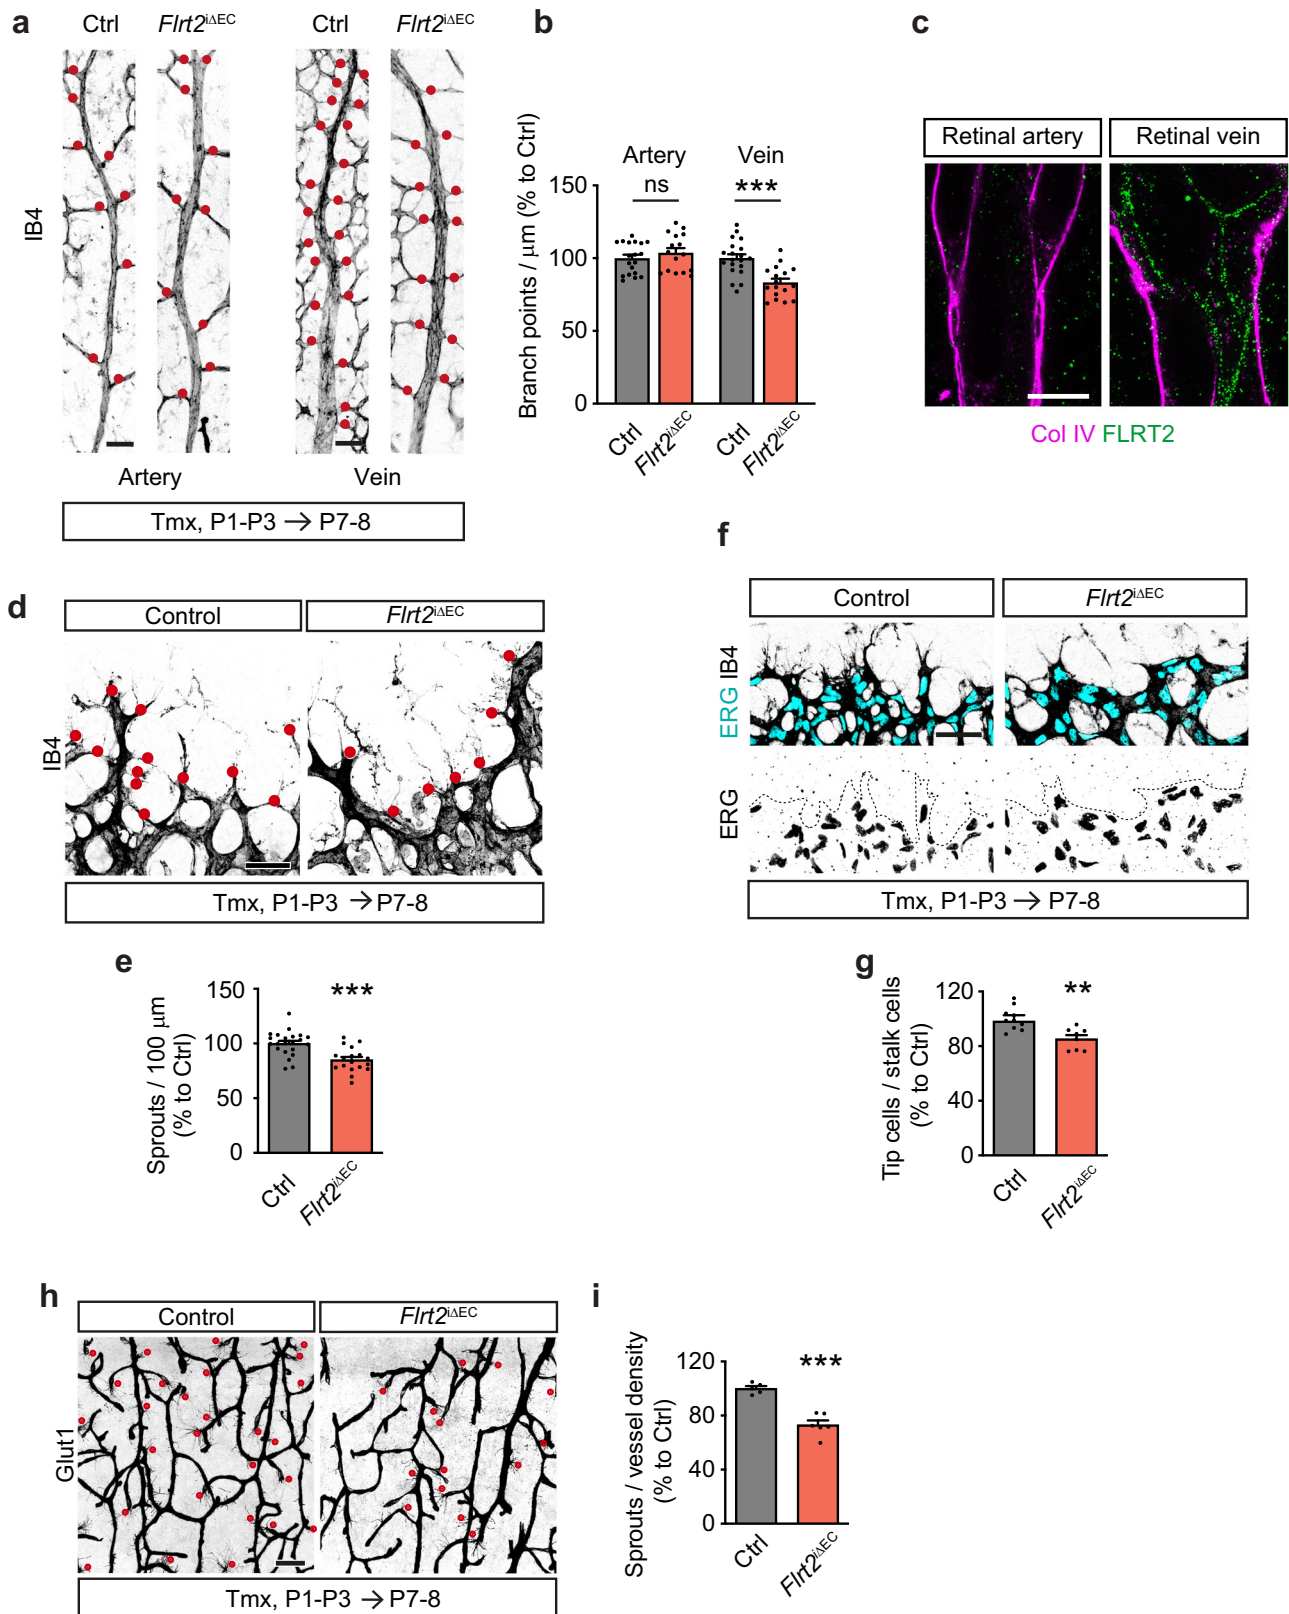 a
Ctrl
Flrt2iΔEC
Ctrl
Flrt2iΔEC
IB4
Artery
Vein
Tmx, P1-P3 → P7-8
b
Artery
Vein
ns
***
Branch points / μm (% to Ctrl)
150
100
50
0
Ctrl
Flrt2iΔEC
Ctrl
Flrt2iΔEC
c
Retinal artery
Retinal vein
Col IV FLRT2
d
Control
Flrt2iΔEC
IB4
Tmx, P1-P3 → P7-8
e
***
Sprouts / 100 μm
(% to Ctrl)
150
100
50
0
Ctrl
Flrt2iΔEC
f
Control
Flrt2iΔEC
ERG IB4
ERG
Tmx, P1-P3 → P7-8
g
**
Tip cells / stalk cells
(% to Ctrl)
120
80
40
0
Ctrl
Flrt2iΔEC
h
Control
Flrt2iΔEC
Glut1
Tmx, P1-P3 → P7-8
i
***
Sprouts / vessel density
(% to Ctrl)
120
80
40
0
Ctrl
Flrt2iΔEC